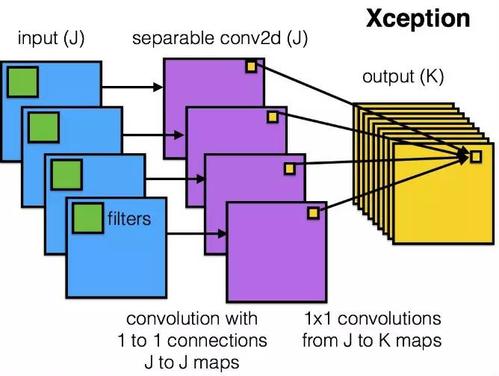 Xception
input (J)
separable conv2d (J)
output (K)
filters
convolution with
1 to 1 connections
J to J maps
1x1 convolutions
from J to K maps